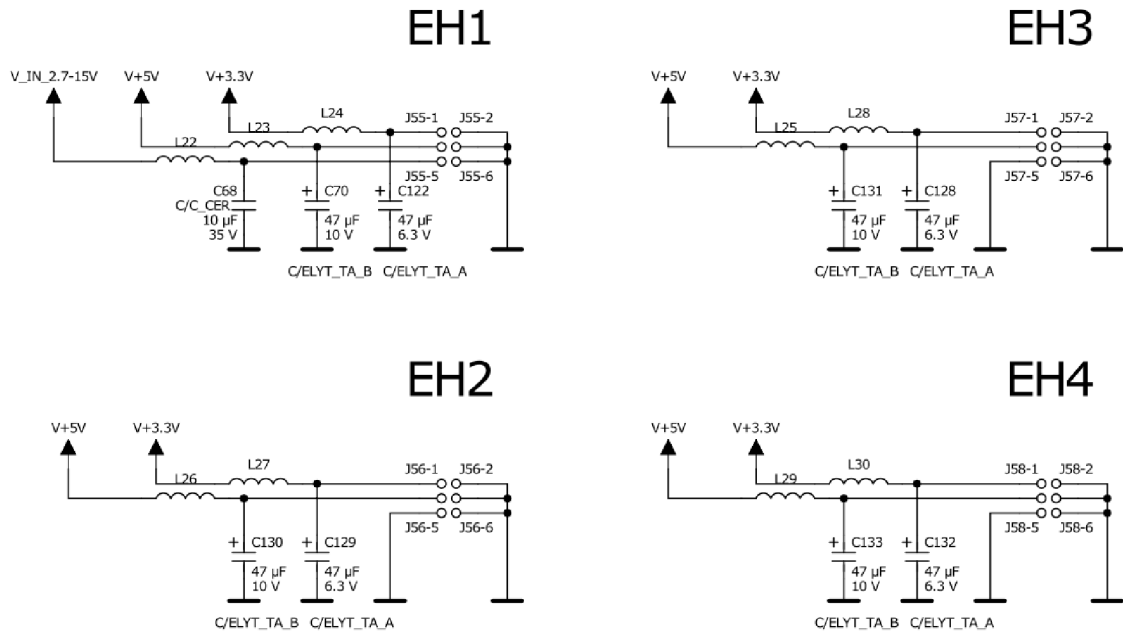 EH1
V_IN_2.7-15V V+5V V+3.3V
L24
J55-1 J55-2
L23
L22
J55-5 J55-6
C68 + C70 + C122
C/C_CER
10 µF 47 µF 47 µF
35 V 10 V 6.3 V
C/ELYT_TA_B C/ELYT_TA_A
EH3
V+5V V+3.3V
L28
J57-1 J57-2
L25
J57-5 J57-6
+ C131 + C128
47 µF 47 µF
10 V 6.3 V
C/ELYT_TA_B C/ELYT_TA_A
EH2
V+5V V+3.3V
L27
J56-1 J56-2
L26
J56-5 J56-6
+ C130 + C129
47 µF 47 µF
10 V 6.3 V
C/ELYT_TA_B C/ELYT_TA_A
EH4
V+5V V+3.3V
L30
J58-1 J58-2
L29
J58-5 J58-6
+ C133 + C132
47 µF 47 µF
10 V 6.3 V
C/ELYT_TA_B C/ELYT_TA_A